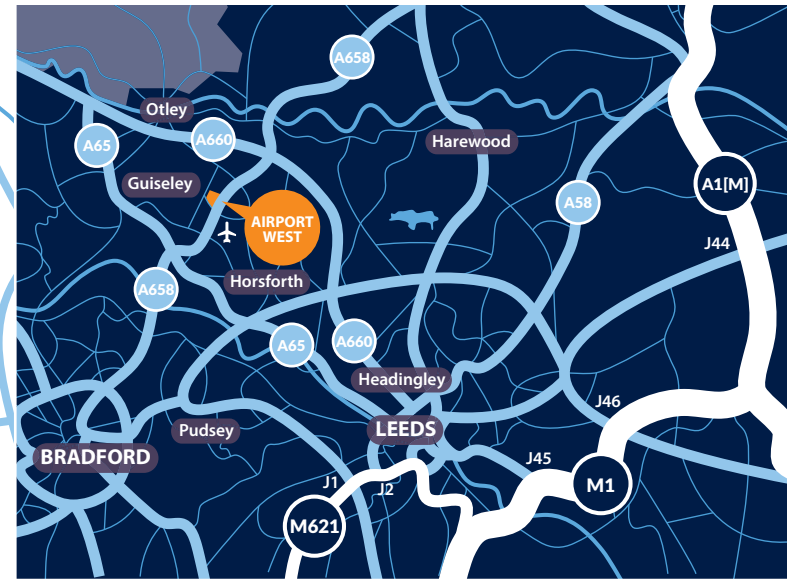 A658
Otley
A65
A660
Harewood
Guiseley
A1[M]
A58
AIRPORT
WEST
J44
Horsforth
A658
A65
A660
Headingley
J46
Pudsey
LEEDS
BRADFORD
J45
J1
J2
M1
M621